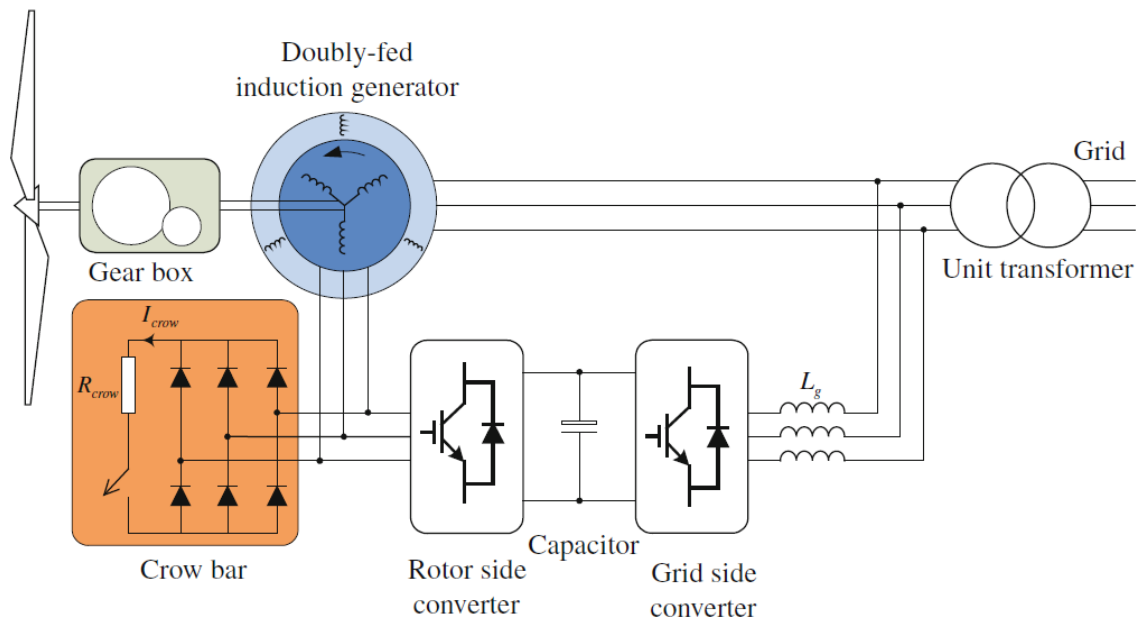 Doubly-fed
induction generator
Grid
Gear box
Unit transformer
I_crow
R_crow
L_g
Capacitor
Crow bar
Rotor side
converter
Grid side
converter